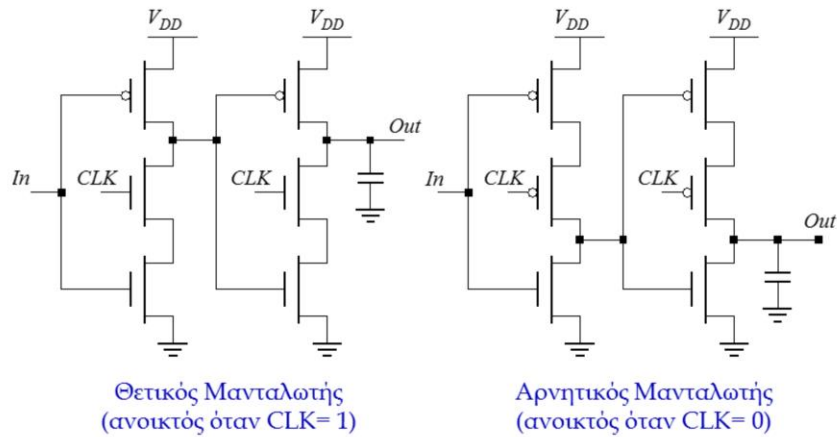 V_DD V_DD V_DD V_DD
Out
In CLK CLK In CLK CLK
Out
Θετικός Μανταλωτής
(ανοικτός όταν CLK= 1)
Αρνητικός Μανταλωτής
(ανοικτός όταν CLK= 0)